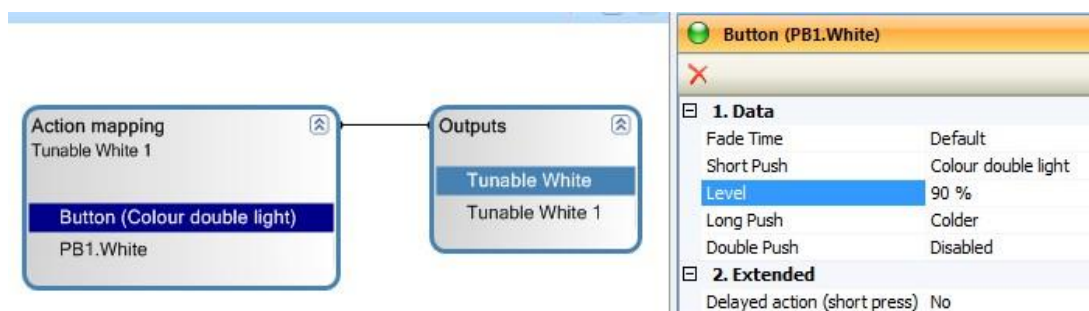 Action mapping
Tunable White 1
Button (Colour double light)
PB1.White
Outputs
Tunable White
Tunable White 1
Button (PB1.White)
1. Data
Fade Time Default
Short Push Colour double light
Level 90 %
Long Push Colder
Double Push Disabled
2. Extended
Delayed action (short press) No